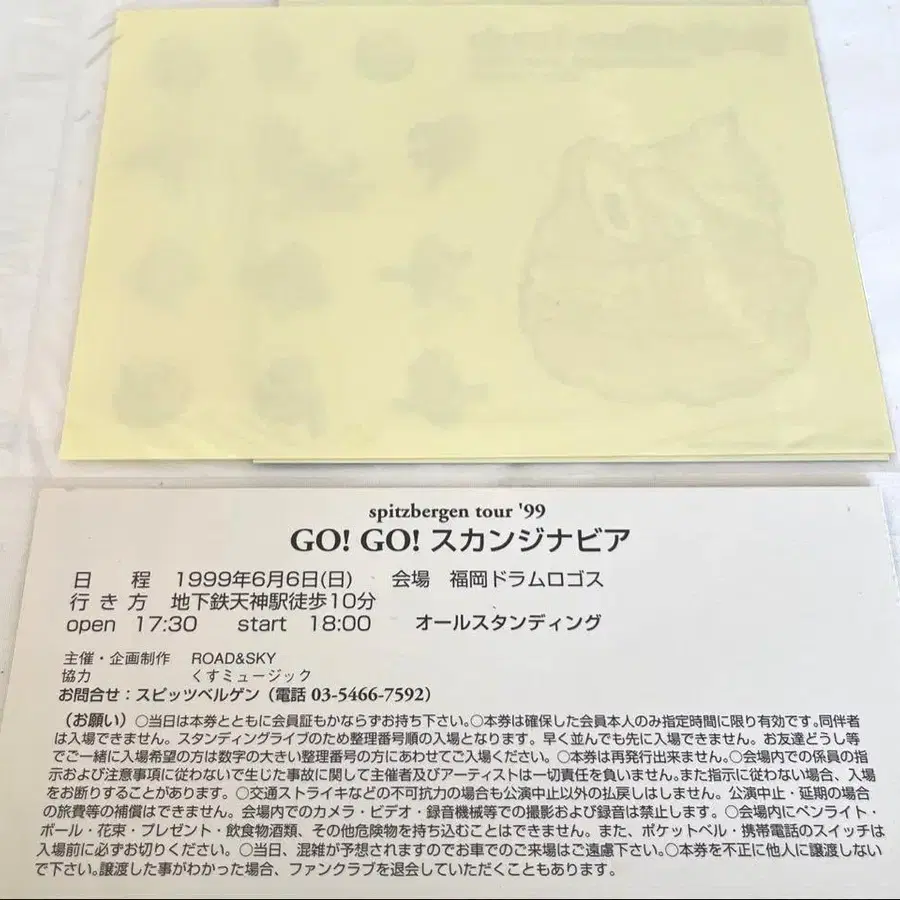 spitzbergen tour '99
GO! GO! スカンジナビア
日 程 1999年6月6日(日) 会場 福岡ドラムロゴス
行き方 地下鉄天神駅徒歩10分
open 17:30 start 18:00 オールスタンディング
主催・企画制作 ROAD&SKY
協力 くすミュージック
お問合せ：スピッツベルゲン（電話 03-5466-7592）
（お願い）○当日は本券とともに会員証もかならずお持ち下さい。○本券は確保した会員本人のみ指定時間に限り有効です。同伴者
は入場できません。スタンディングライブのため整理番号順の入場となります。早く並んでも先に入場できません。お友達どうし等
でご一緒に入場希望の方は数字の大きい整理番号の方にあわせてご入場ください。○本券は再発行出来ません。○会場内での係員の指
示および注意事項に従わないで生じた事故に関して主催者及びアーティストは一切責任を負いません。また指示に従わない場合、入場
をお断りすることがあります。○交通ストライキなどの不可抗力の場合も公演中止以外の払戻しはしません。公演中止・延期の場合
の旅費等の補償はできません。会場内でのカメラ・ビデオ・録音機械等での撮影および録音は禁止します。○会場内にペンライト・
ボール・花束・プレゼント・飲食物酒類、その他危険物を持ち込むことはできません。また、ポケットベル・携帯電話のスイッチは
入場前に必ずお切りください。○当日、混雑が予想されますのでお車でのご来場はご遠慮下さい。○本券を不正に他人に譲渡しない
で下さい。譲渡した事がわかった場合、ファンクラブを退会していただくこともあります。